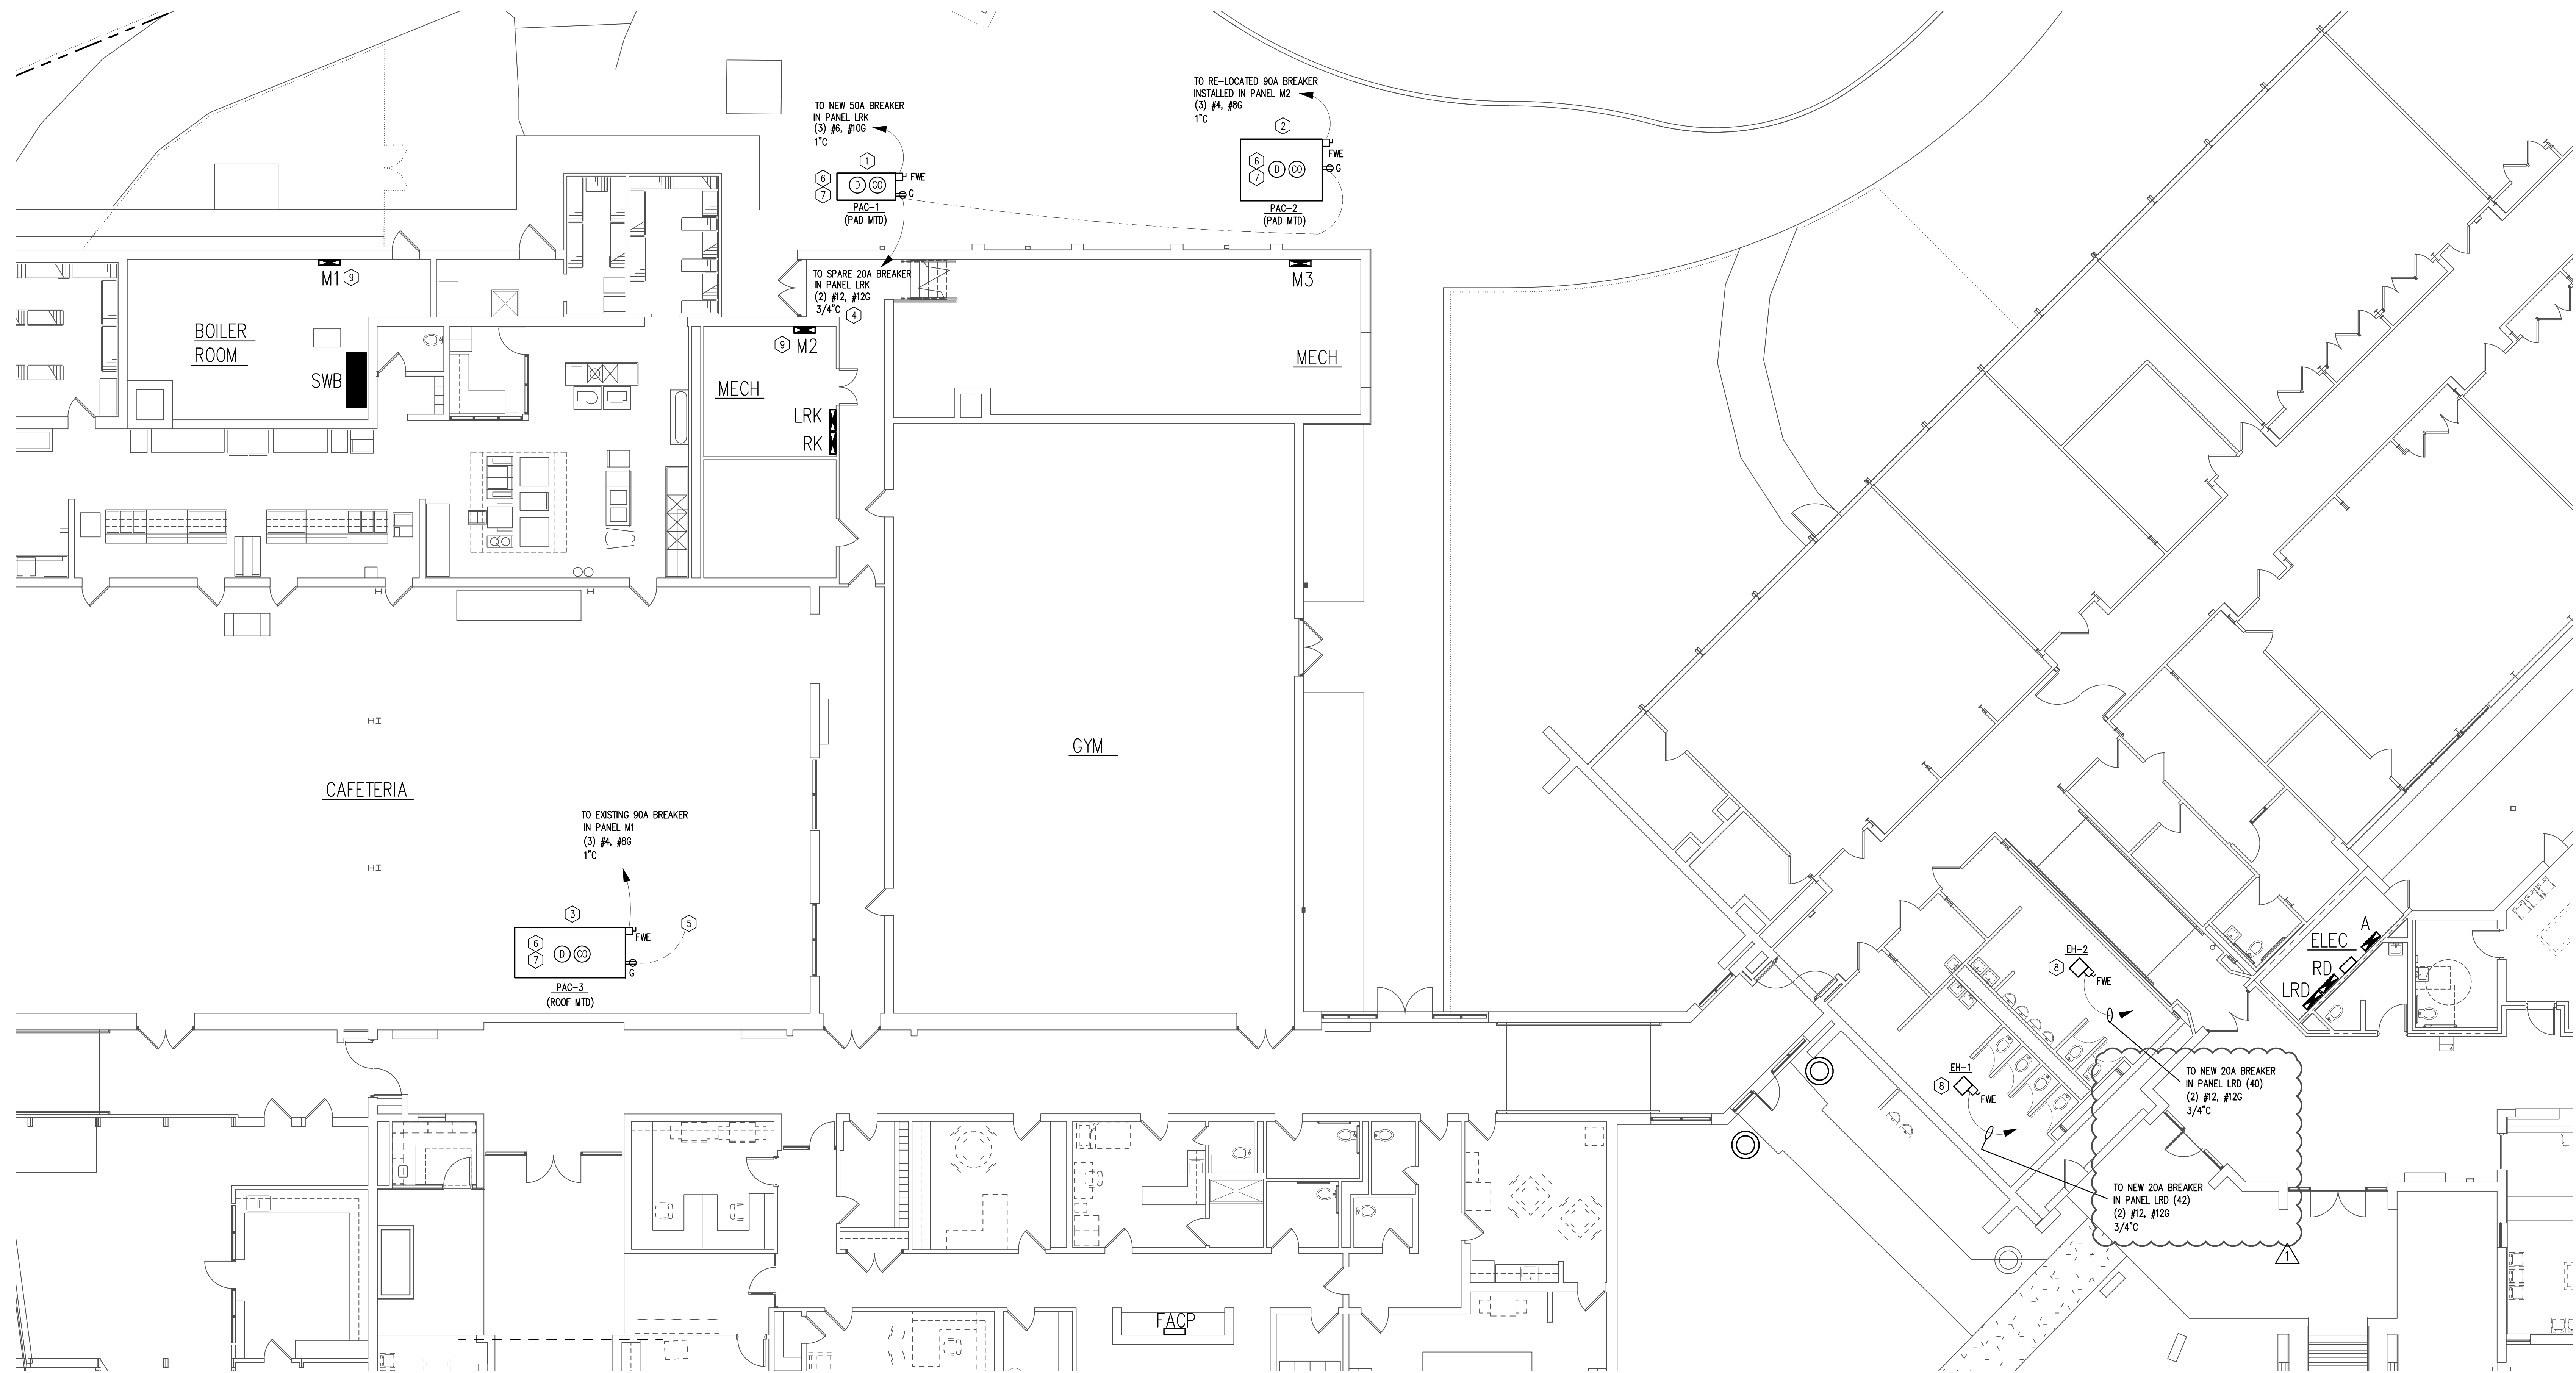 TO NEW 50A BREAKER
IN PANEL LRK
(3) #6, #10G
1"C
TO RE-LOCATED 90A BREAKER
INSTALLED IN PANEL M2
(3) #4, #8G
1"C
1
6
7
D CO
FWE
G
PAC-1
(PAD MTD)
2
6
7
D CO
FWE
G
PAC-2
(PAD MTD)
TO SPARE 20A BREAKER
IN PANEL LRK
(2) #12, #12G
3/4"C
4
M1
9
M3
BOILER
ROOM
SWB
9
M2
MECH
MECH
LRK
RK
GYM
CAFETERIA
TO EXISTING 90A BREAKER
IN PANEL M1
(3) #4, #8G
1"C
3
5
6
7
D CO
FWE
G
PAC-3
(ROOF MTD)
A
ELEC
RD
LRD
EH-2
8
FWE
EH-1
8
FWE
TO NEW 20A BREAKER
IN PANEL LRD (40)
(2) #12, #12G
3/4"C
TO NEW 20A BREAKER
IN PANEL LRD (42)
(2) #12, #12G
3/4"C
1
FACP